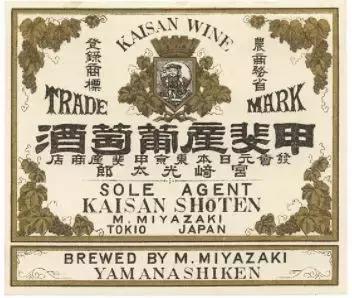 KAISAN WINE
農商務省
登録商標
TRADE MARK
甲斐産葡萄酒
發賣元日本東京甲斐産商店
宮崎光太郎
SOLE AGENT
KAISAN SHOTEN
M. MIYAZAKI
TOKIO JAPAN
BREWED BY M. MIYAZAKI
YAMANASHIKEN